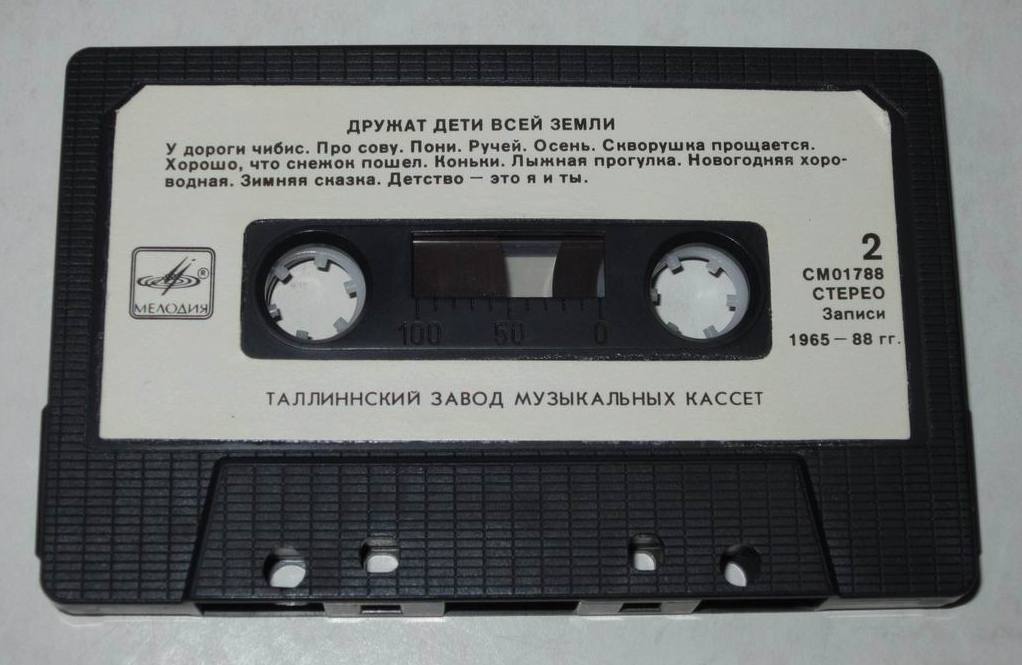 ДРУЖАТ ДЕТИ ВСЕЙ ЗЕМЛИ
У дороги чибис. Про сову. Пони. Ручей. Осень. Скворушка прощается.
Хорошо, что снежок пошел. Коньки. Лыжная прогулка. Новогодняя хоро-
водная. Зимняя сказка. Детство — это я и ты.
МЕЛОДИЯ
®
2
СМ01788
СТЕРЕО
Записи
1965 — 88 гг.
100 50 0
ТАЛЛИННСКИЙ ЗАВОД МУЗЫКАЛЬНЫХ КАССЕТ